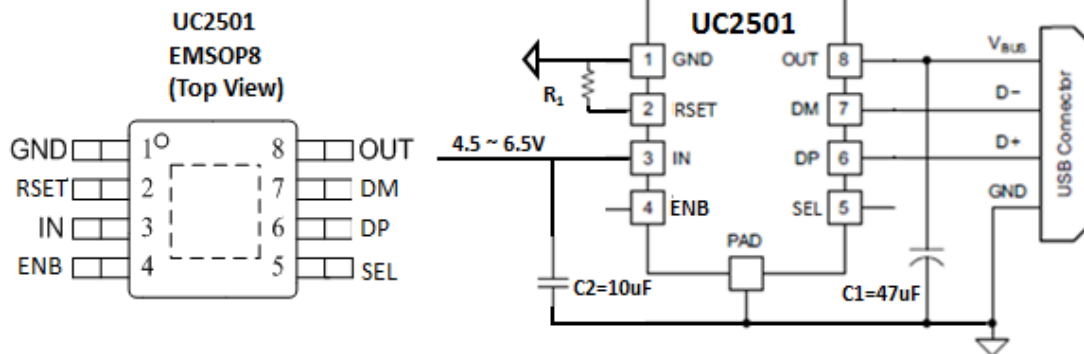 UC2501
EMSOP8
(Top View)
GND 1 8 OUT
RSET 2 7 DM
IN 3 6 DP
ENB 4 5 SEL
UC2501
1 GND OUT 8 VBUS
R1
2 RSET DM 7 D−
4.5 ~ 6.5V
3 IN DP 6 D+
4 ENB SEL 5 GND
PAD
C2=10uF
C1=47uF
USB Connector